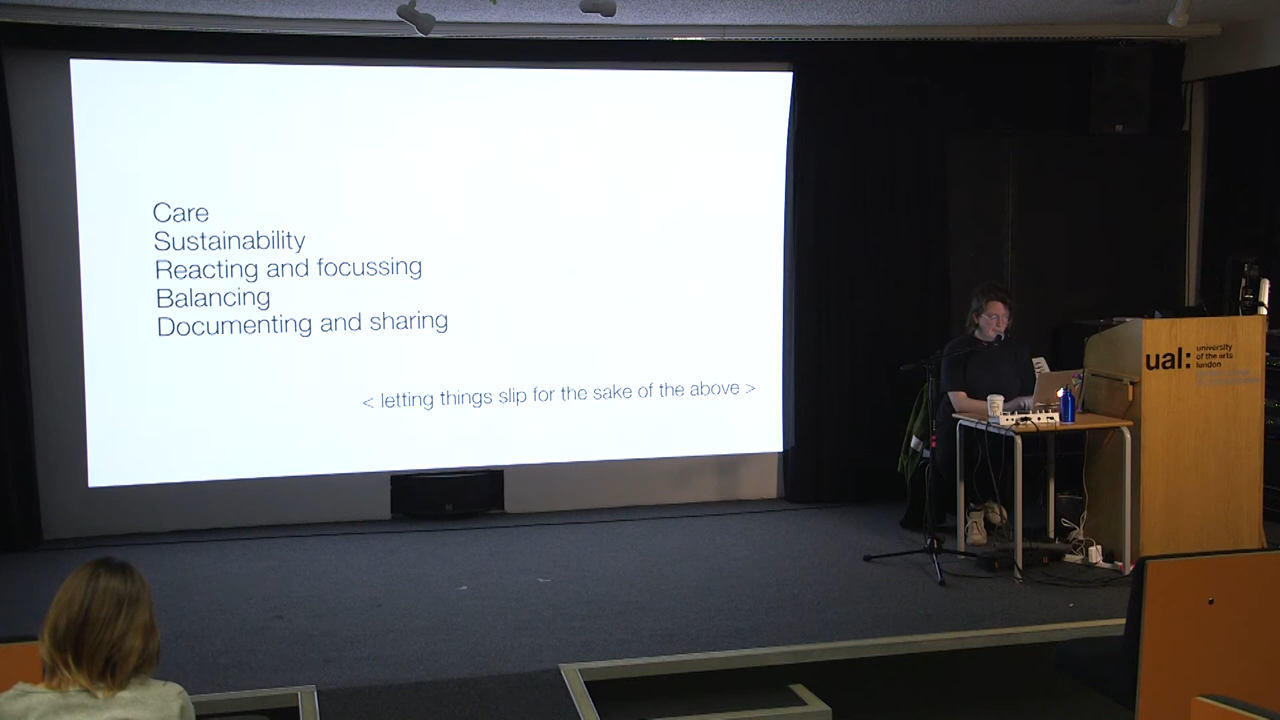 Care
Sustainability
Reacting and focussing
Balancing
Documenting and sharing
< letting things slip for the sake of the above >
ual:
university
of the arts
london